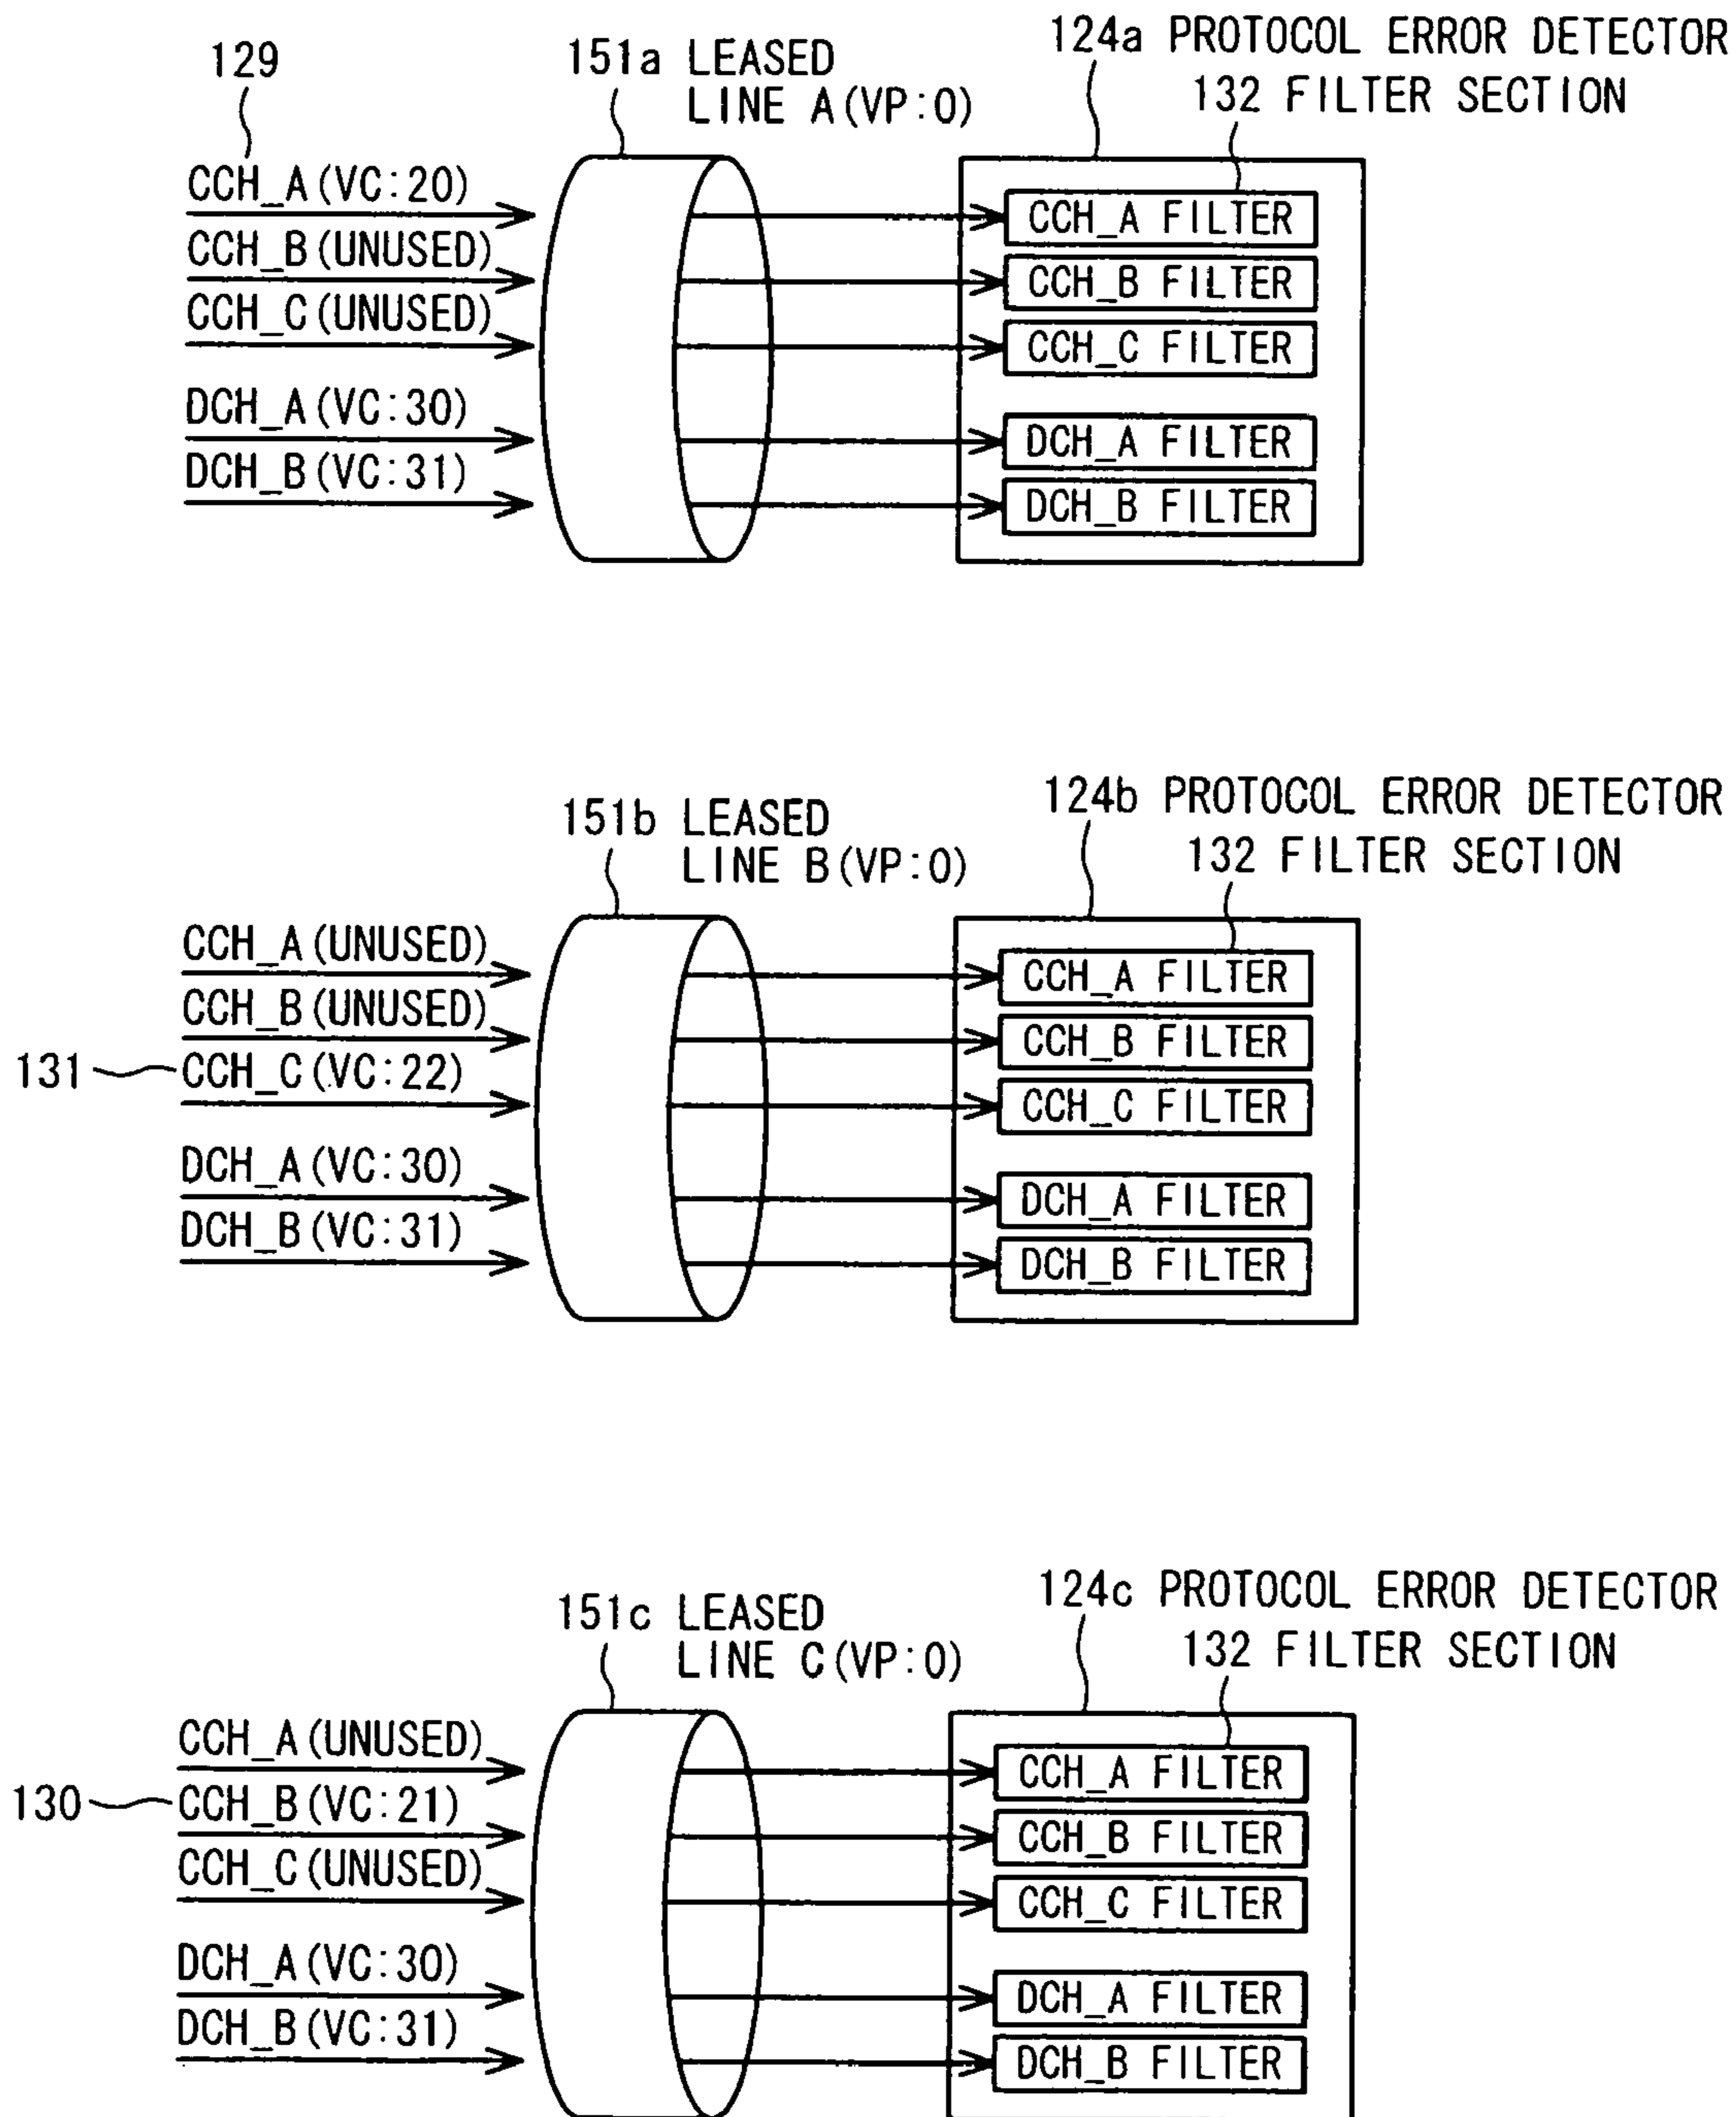 124a PROTOCOL ERROR DETECTOR
129
151a LEASED
LINE A(VP:0)
132 FILTER SECTION
CCH_A(VC:20)
CCH_B(UNUSED)
CCH_C(UNUSED)
DCH_A(VC:30)
DCH_B(VC:31)
CCH_A FILTER
CCH_B FILTER
CCH_C FILTER
DCH_A FILTER
DCH_B FILTER
124b PROTOCOL ERROR DETECTOR
151b LEASED
LINE B(VP:0)
132 FILTER SECTION
CCH_A(UNUSED)
CCH_B(UNUSED)
131
CCH_C(VC:22)
DCH_A(VC:30)
DCH_B(VC:31)
CCH_A FILTER
CCH_B FILTER
CCH_C FILTER
DCH_A FILTER
DCH_B FILTER
124c PROTOCOL ERROR DETECTOR
151c LEASED
LINE C(VP:0)
132 FILTER SECTION
CCH_A(UNUSED)
130
CCH_B(VC:21)
CCH_C(UNUSED)
DCH_A(VC:30)
DCH_B(VC:31)
CCH_A FILTER
CCH_B FILTER
CCH_C FILTER
DCH_A FILTER
DCH_B FILTER